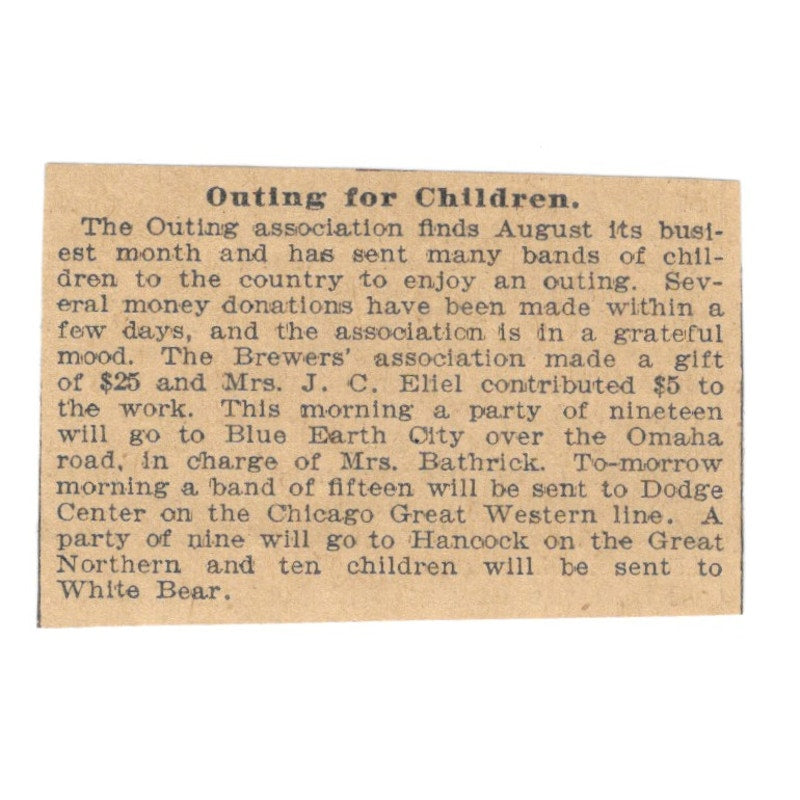 Outing for Children.
The Outing association finds August its busi-
est month and has sent many bands of chil-
dren to the country to enjoy an outing. Sev-
eral money donations have been made within a
few days, and the association is in a grateful
mood. The Brewers' association made a gift
of $25 and Mrs. J. C. Eliel contributed $5 to
the work. This morning a party of nineteen
will go to Blue Earth City over the Omaha
road, in charge of Mrs. Bathrick. To-morrow
morning a band of fifteen will be sent to Dodge
Center on the Chicago Great Western line. A
party of nine will go to Hancock on the Great
Northern and ten children will be sent to
White Bear.